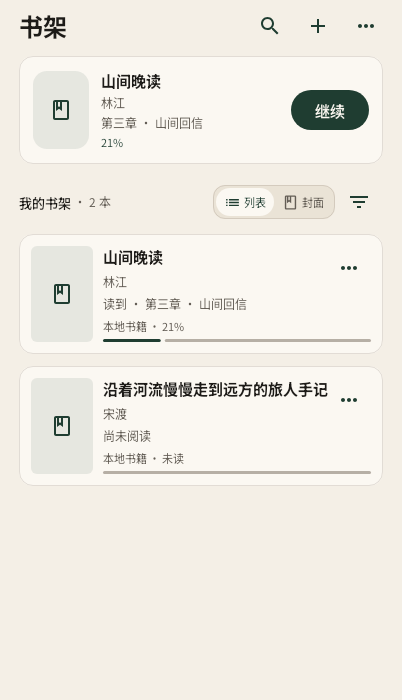 书架
山间晚读
林江
第三章 · 山间回信
21%
继续
我的书架 · 2 本
列表
封面
山间晚读
林江
读到 · 第三章 · 山间回信
本地书籍 · 21%
沿着河流慢慢走到远方的旅人手记
宋渡
尚未阅读
本地书籍 · 未读